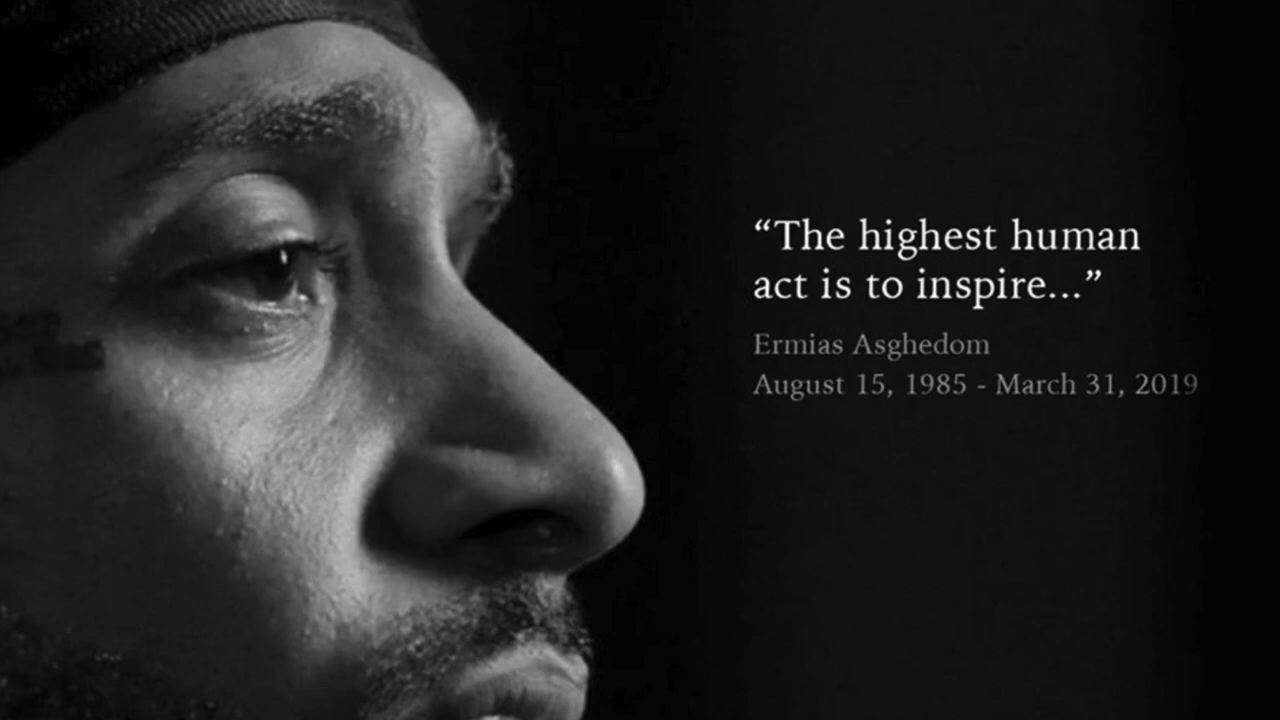 “The highest human
act is to inspire...”
Ermias Asghedom
August 15, 1985 - March 31, 2019